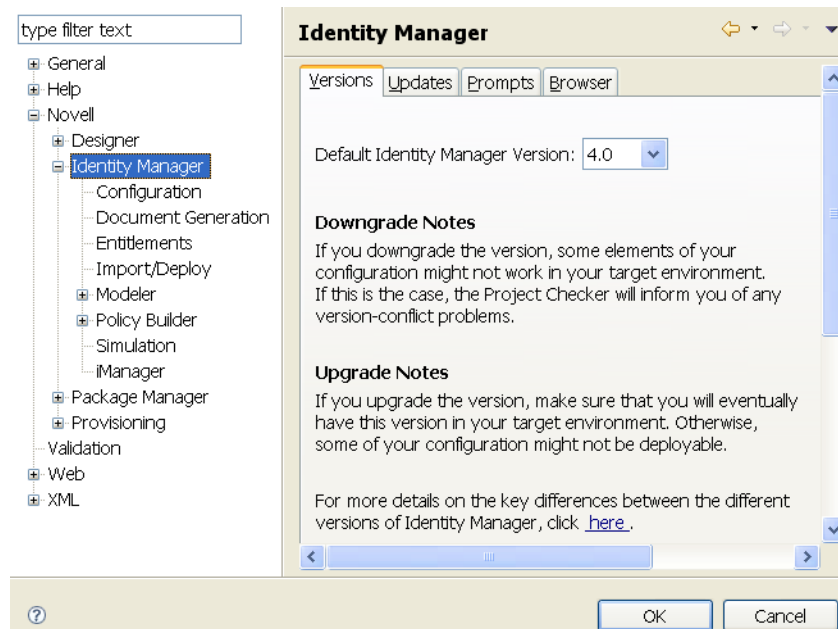 type filter text
General
Help
Novell
Designer
Identity Manager
Configuration
Document Generation
Entitlements
Import/Deploy
Modeler
Policy Builder
Simulation
iManager
Package Manager
Provisioning
Validation
Web
XML
Identity Manager
Versions Updates Prompts Browser
Default Identity Manager Version: 4.0
Downgrade Notes
If you downgrade the version, some elements of your
configuration might not work in your target environment.
If this is the case, the Project Checker will inform you of any
version-conflict problems.
Upgrade Notes
If you upgrade the version, make sure that you will eventually
have this version in your target environment. Otherwise,
some of your configuration might not be deployable.
For more details on the key differences between the different
versions of Identity Manager, click here .
OK Cancel